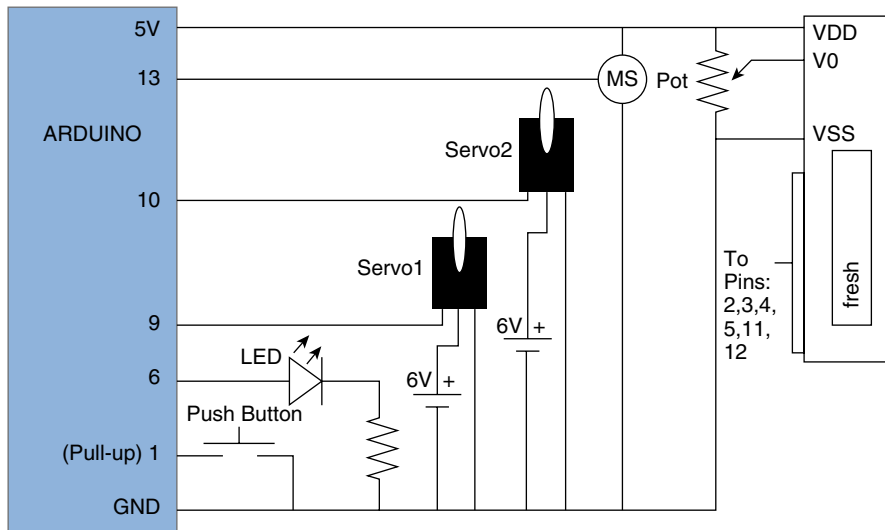 5V
VDD
13
MS
Pot
V0
ARDUINO
Servo2
VSS
10
Servo1
To
Pins:
2,3,4,
5,11,
12
fresh
9
6V +
LED
6
6V +
Push Button
(Pull-up) 1
GND